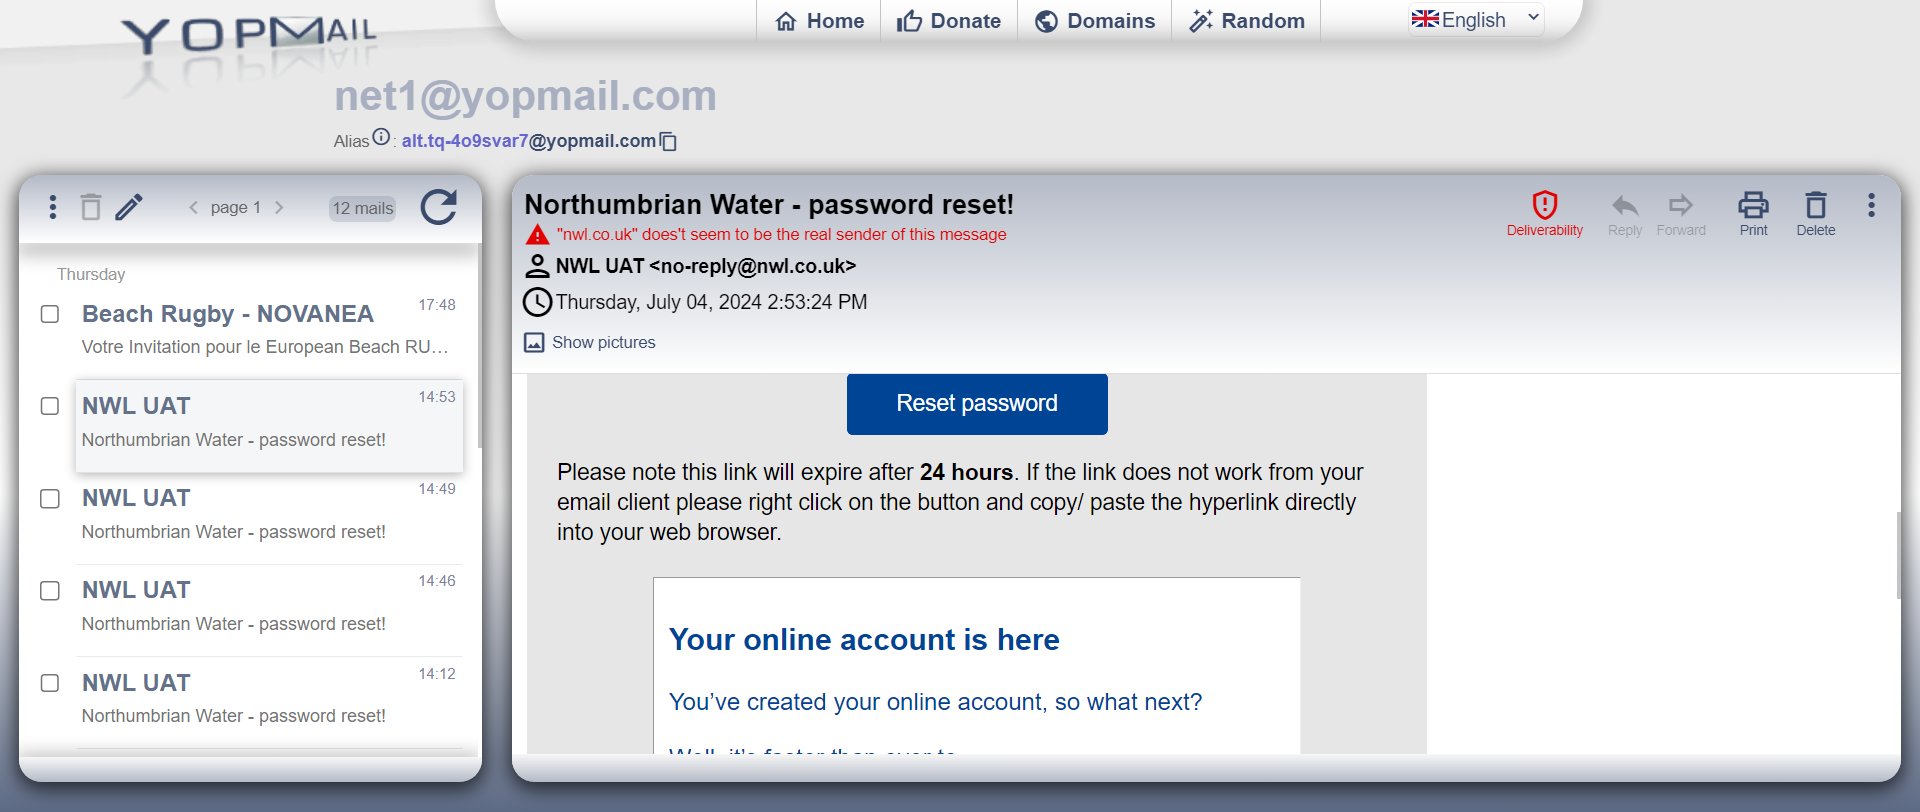 YOPMAIL
Home
Donate
Domains
Random
English
net1@yopmail.com
Alias : alt.tq-4o9svar7@yopmail.com
page 1
12 mails
Thursday
Beach Rugby - NOVANEA
17:48
Votre Invitation pour le European Beach RU...
NWL UAT
14:53
Northumbrian Water - password reset!
NWL UAT
14:49
Northumbrian Water - password reset!
NWL UAT
14:46
Northumbrian Water - password reset!
NWL UAT
14:12
Northumbrian Water - password reset!
Northumbrian Water - password reset!
"nwl.co.uk" does't seem to be the real sender of this message
NWL UAT <no-reply@nwl.co.uk>
Thursday, July 04, 2024 2:53:24 PM
Show pictures
Deliverability
Reply
Forward
Print
Delete
Reset password
Please note this link will expire after 24 hours. If the link does not work from your
email client please right click on the button and copy/ paste the hyperlink directly
into your web browser.
Your online account is here
You’ve created your online account, so what next?
Well, it’s faster than ever to